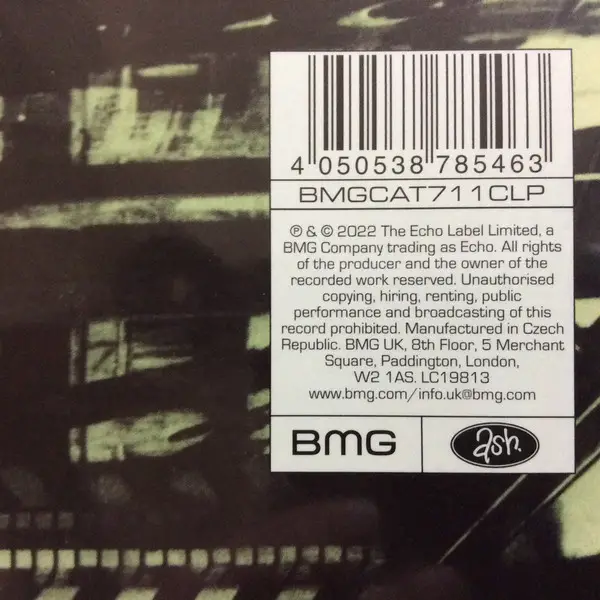 4 050538 785463
BMGCAT711CLP
℗ & © 2022 The Echo Label Limited, a
BMG Company trading as Echo. All rights
of the producer and the owner of the
recorded work reserved. Unauthorised
copying, hiring, renting, public
performance and broadcasting of this
record prohibited. Manufactured in Czech
Republic. BMG UK, 8th Floor, 5 Merchant
Square, Paddington, London,
W2 1AS. LC19813
www.bmg.com/info.uk@bmg.com
BMG
ash.